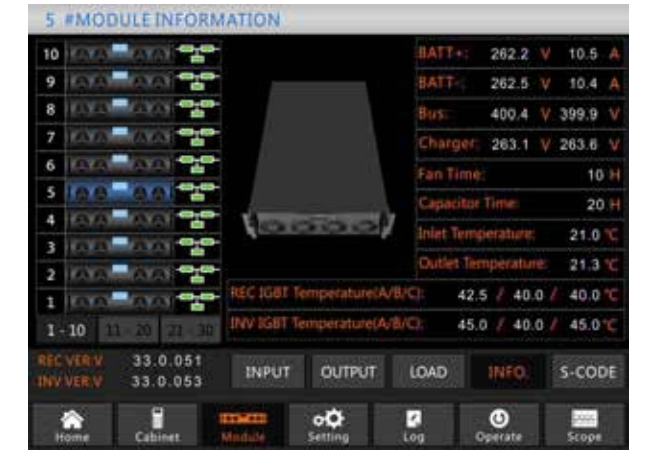 5 #MODULE INFORMATION
10
9
8
7
6
5
4
3
2
1
BATT+: 262.2 V 10.5 A
BATT-: 262.5 V 10.4 A
Bus: 400.4 V 399.9 V
Charger: 263.1 V 263.6 V
Fan Time: 10 H
Capacitor Time: 20 H
Inlet Temperature: 21.0 ℃
Outlet Temperature: 21.3 ℃
REC IGBT Temperature(A/B/C): 42.5 / 40.0 / 40.0 ℃
INV IGBT Temperature(A/B/C): 45.0 / 40.0 / 45.0 ℃
1 - 10 11 - 20 21 - 30
REC VER:V 33.0.051
INV VER:V 33.0.053
INPUT OUTPUT LOAD INFO. S-CODE
Home Cabinet Module Setting Log Operate Scope